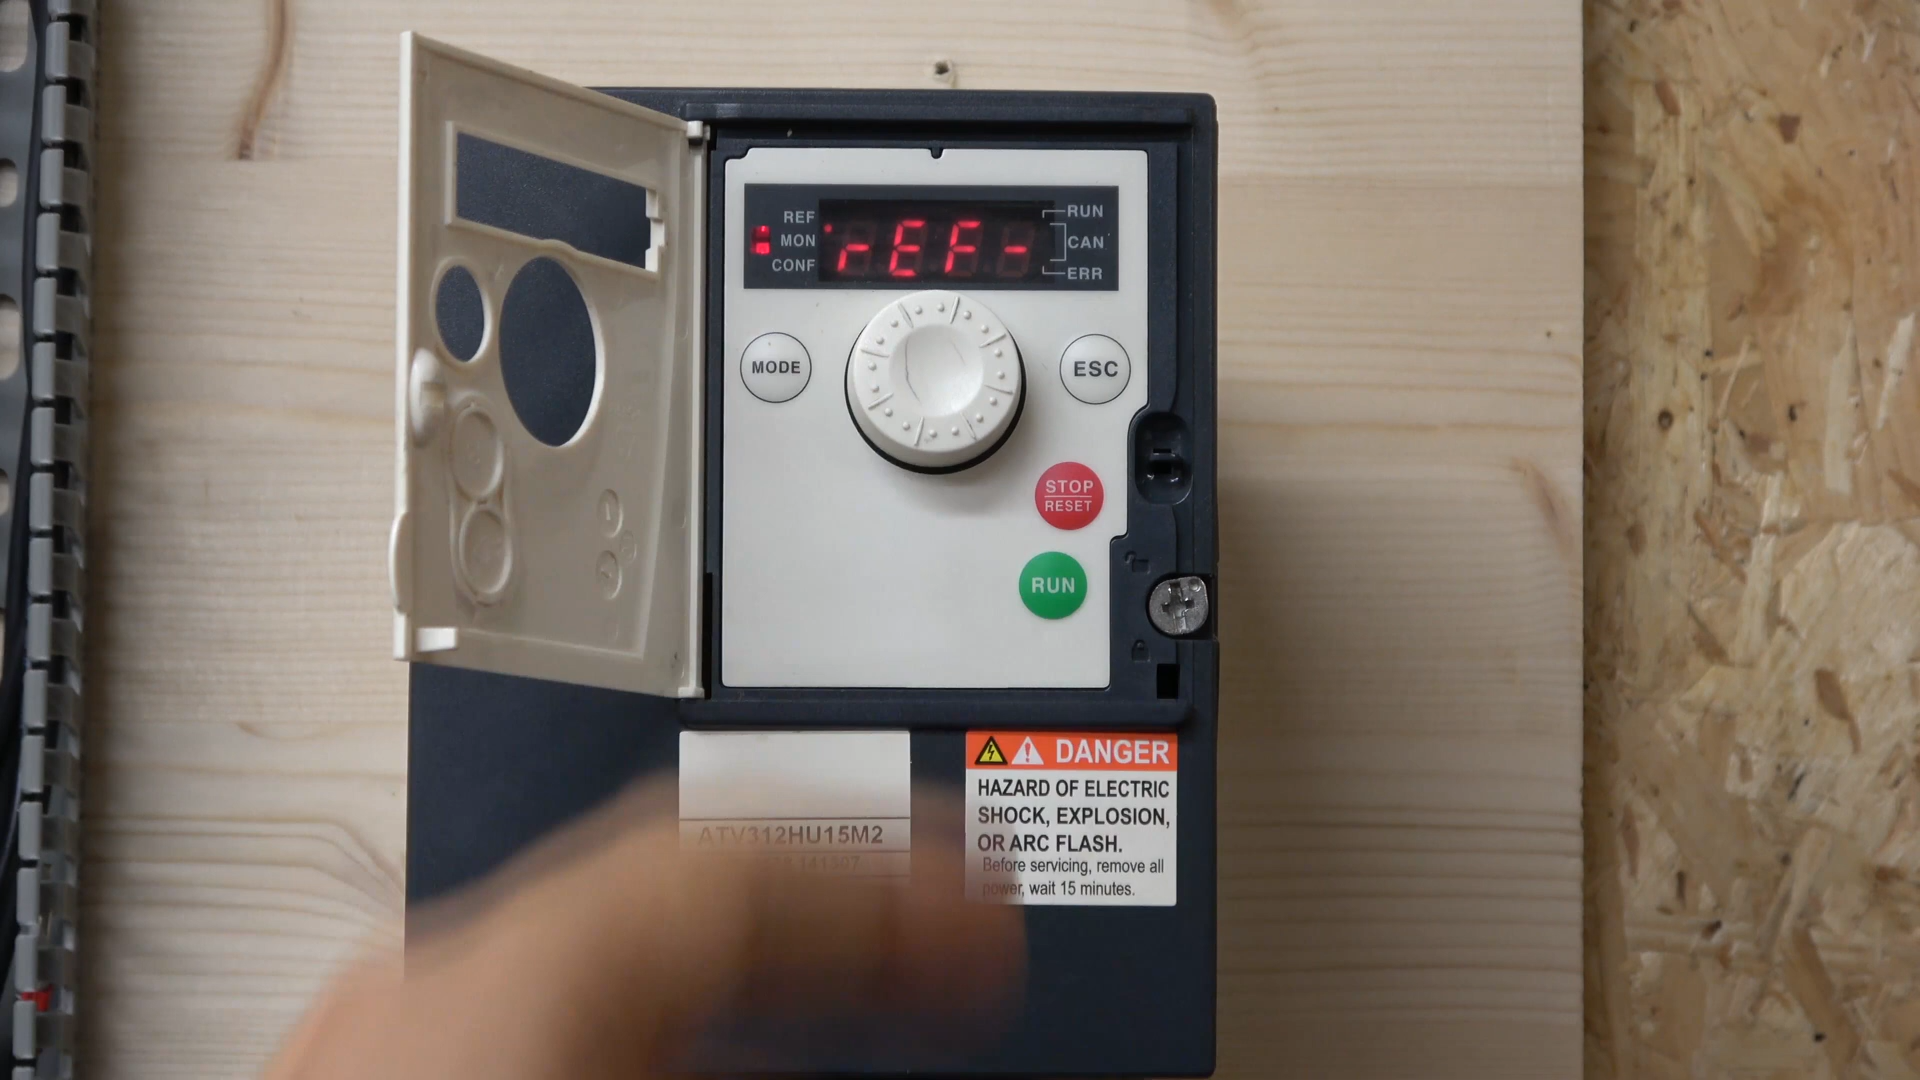 REF
MON
CONF
rEF-
RUN
CAN
ERR
MODE
ESC
STOP
RESET
RUN
ATV312HU15M2
DANGER
HAZARD OF ELECTRIC
SHOCK, EXPLOSION,
OR ARC FLASH.
Before servicing, remove all
power, wait 15 minutes.